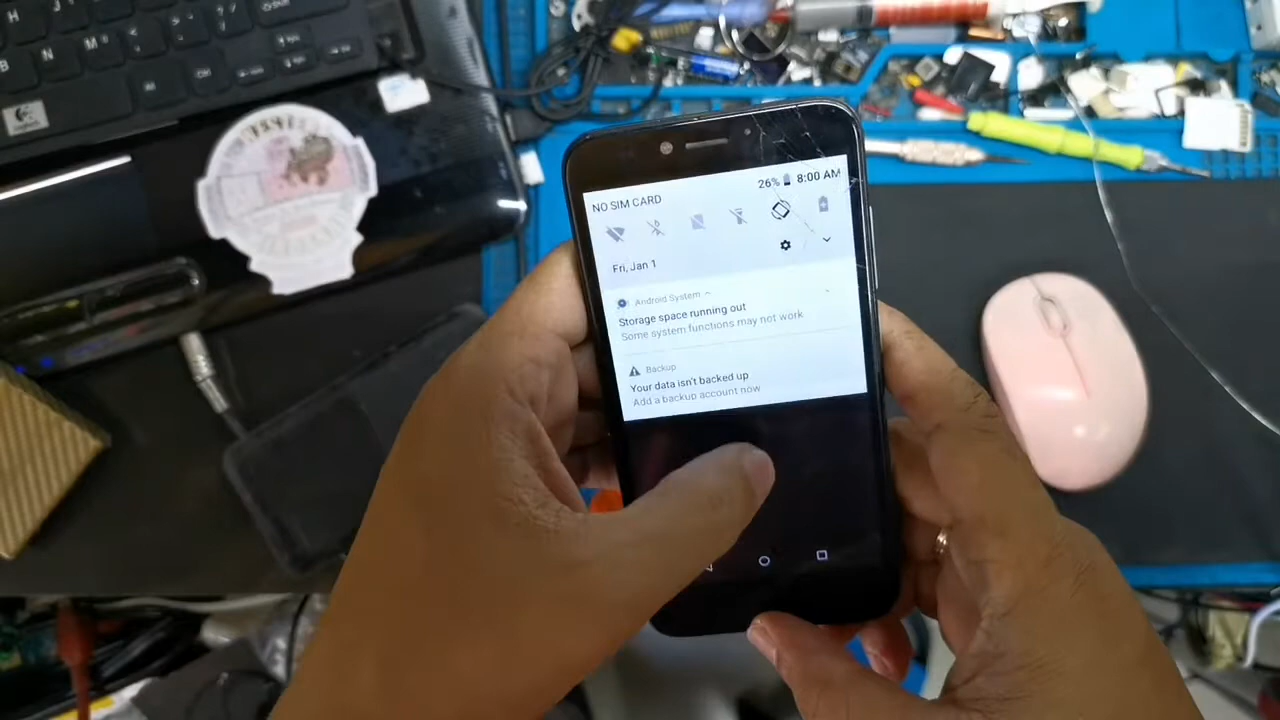 H
B
N
M
Logitech
26% 8:00 AM
NO SIM CARD
Fri, Jan 1
Android System
Storage space running out
Some system functions may not work
Backup
Your data isn't backed up
Add a backup account now